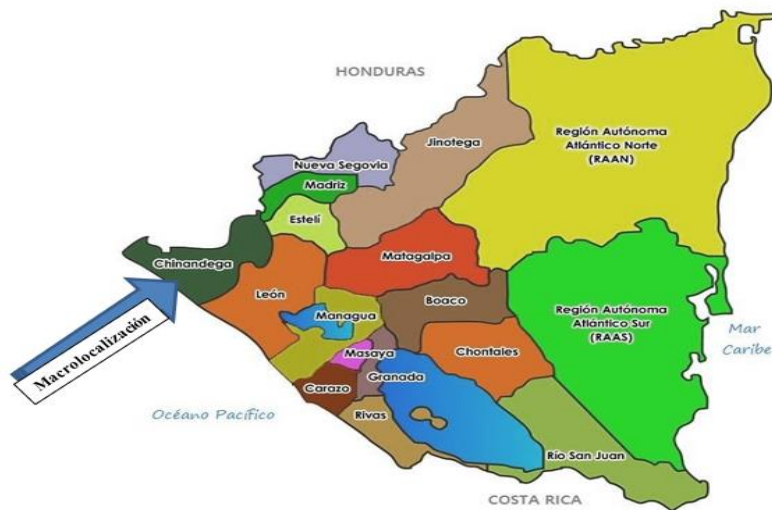 HONDURAS
Jinotega
Región Autónoma
Atlántico Norte
(RAAN)
Nueva Segovia
Madriz
Estelí
Chinandega
Matagalpa
León
Boaco
Managua
Región Autónoma
Atlántico Sur
(RAAS)
Mar
Caribe
Macrolocalización
Masaya
Chontales
Granada
Carazo
Océano Pacífico
Rivas
Río San Juan
COSTA RICA